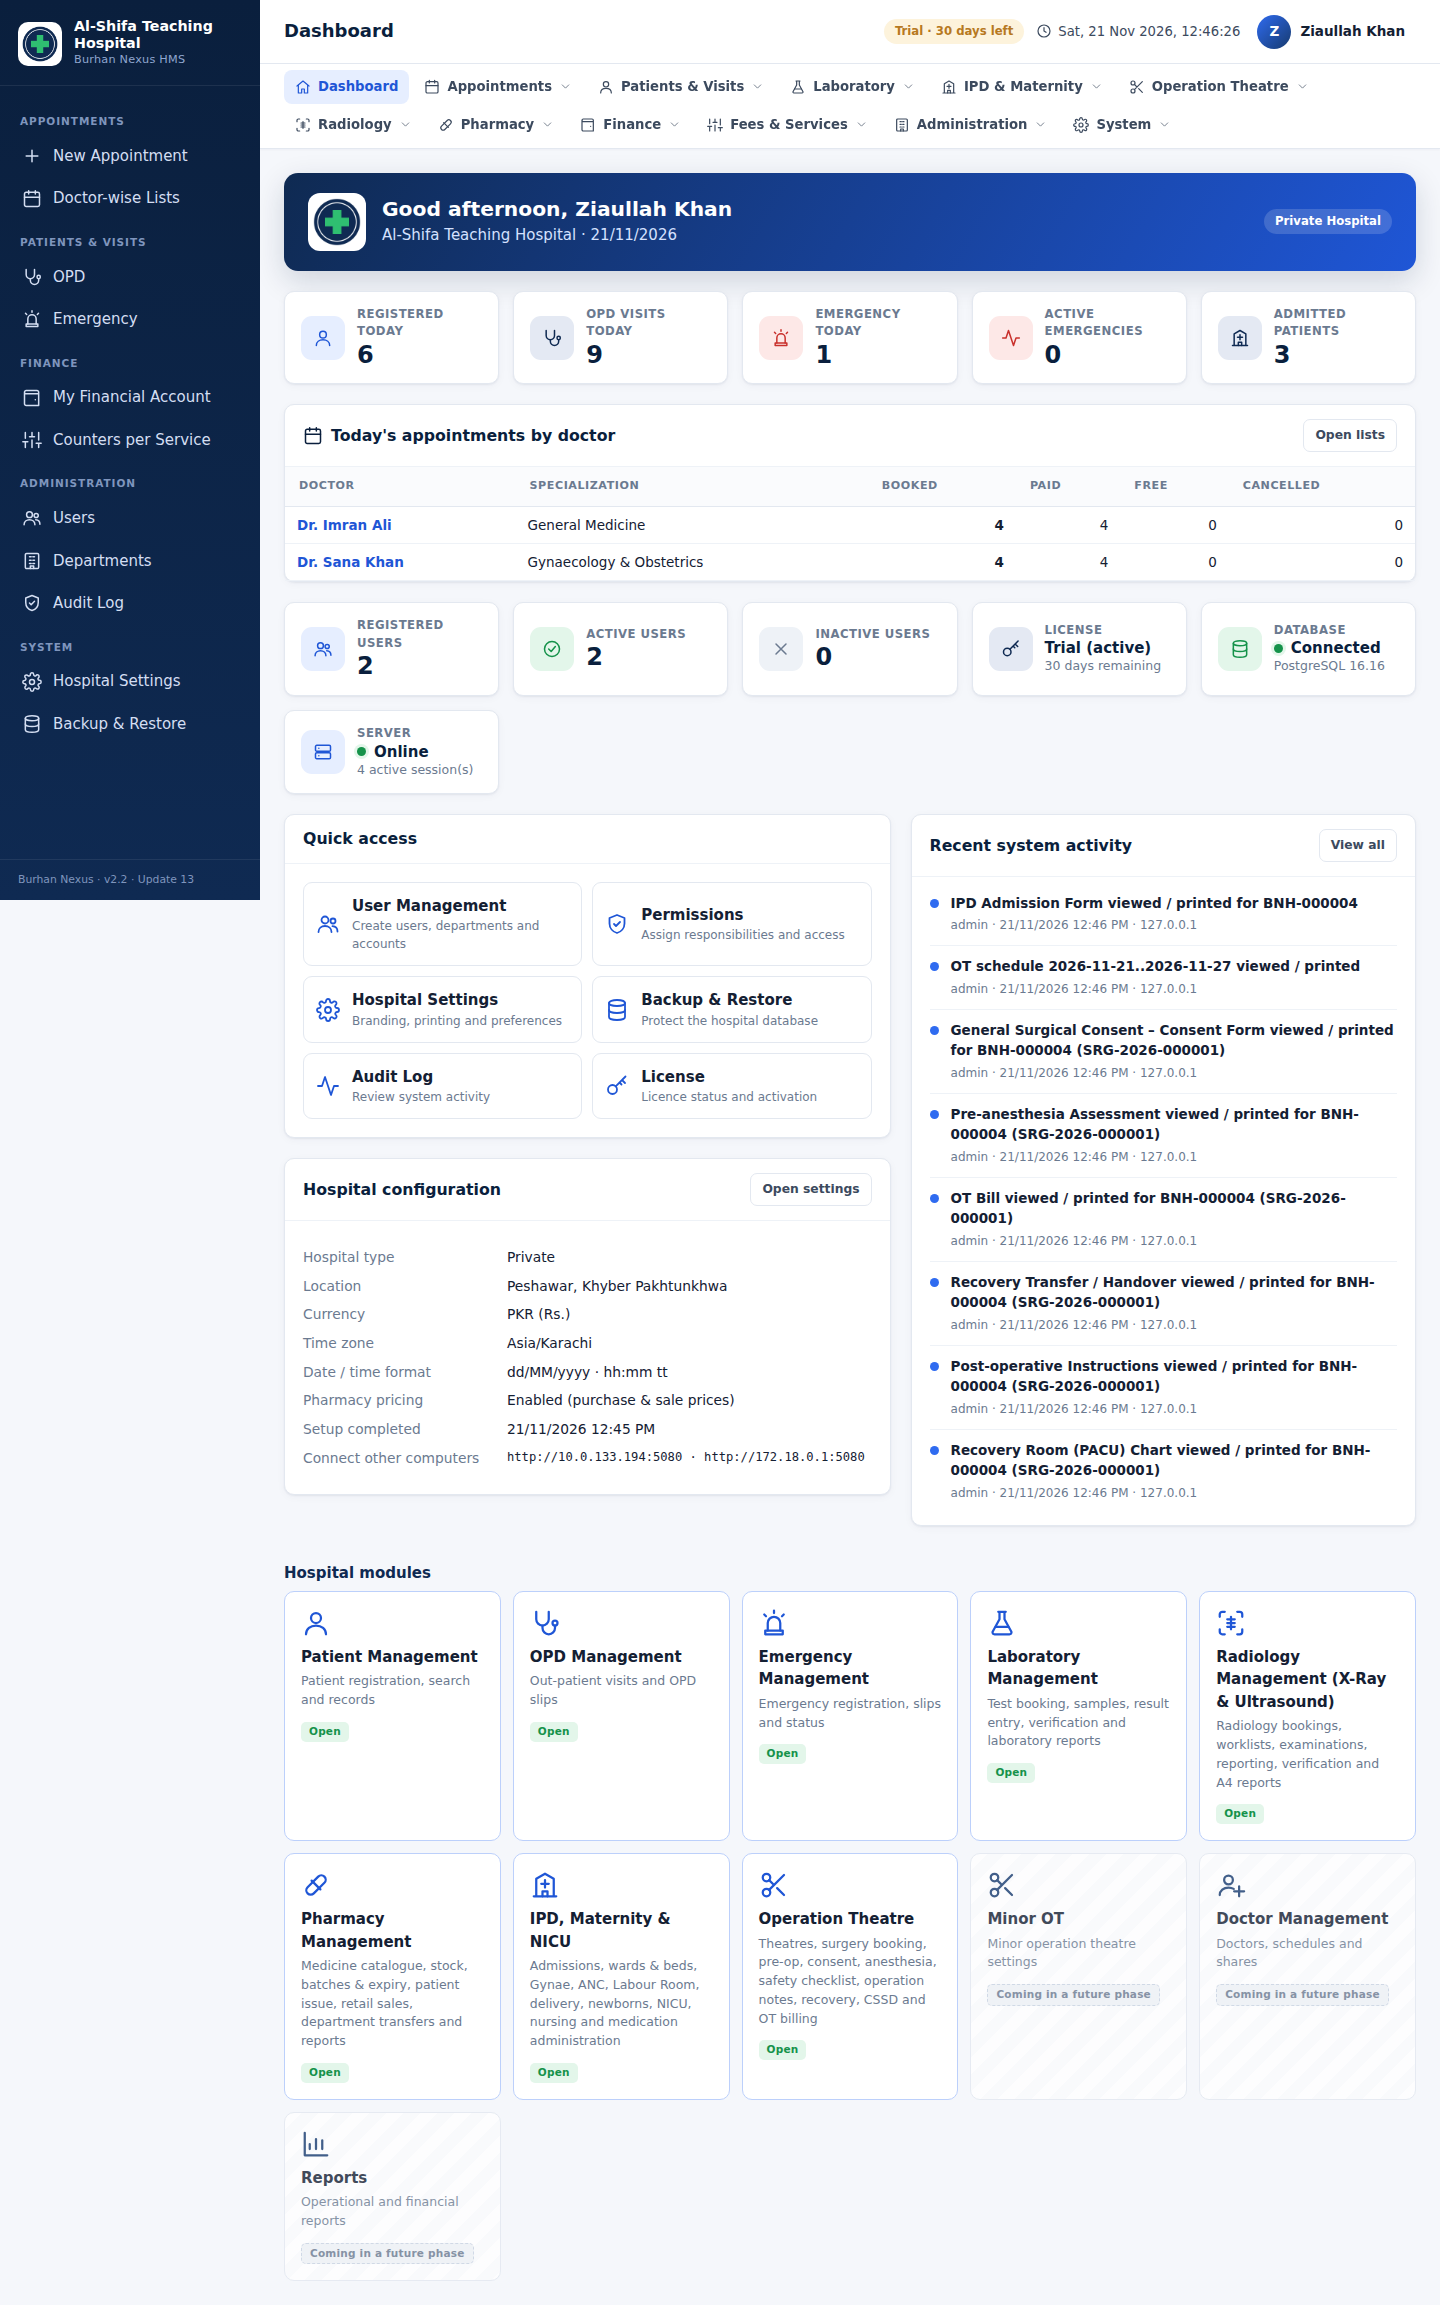 Al-Shifa Teaching
Hospital
Burhan Nexus HMS
APPOINTMENTS
New Appointment
Doctor-wise Lists
PATIENTS & VISITS
OPD
Emergency
FINANCE
My Financial Account
Counters per Service
ADMINISTRATION
Users
Departments
Audit Log
SYSTEM
Hospital Settings
Backup & Restore
Burhan Nexus · v2.2 · Update 13
Dashboard
Trial · 30 days left
Sat, 21 Nov 2026, 12:46:26
Z
Ziaullah Khan
Dashboard Appointments Patients & Visits Laboratory IPD & Maternity Operation Theatre
Radiology Pharmacy Finance Fees & Services Administration System
Good afternoon, Ziaullah Khan
Al-Shifa Teaching Hospital · 21/11/2026
Private Hospital
REGISTERED
TODAY
6
OPD VISITS
TODAY
9
EMERGENCY
TODAY
1
ACTIVE
EMERGENCIES
0
ADMITTED
PATIENTS
3
Today's appointments by doctor
Open lists
DOCTOR SPECIALIZATION BOOKED PAID FREE CANCELLED
Dr. Imran Ali General Medicine 4 4 0 0
Dr. Sana Khan Gynaecology & Obstetrics 4 4 0 0
REGISTERED
USERS
2
ACTIVE USERS
2
INACTIVE USERS
0
LICENSE
Trial (active)
30 days remaining
DATABASE
Connected
PostgreSQL 16.16
SERVER
Online
4 active session(s)
Quick access
User Management
Create users, departments and
accounts
Permissions
Assign responsibilities and access
Hospital Settings
Branding, printing and preferences
Backup & Restore
Protect the hospital database
Audit Log
Review system activity
License
Licence status and activation
Hospital configuration
Open settings
Hospital type Private
Location Peshawar, Khyber Pakhtunkhwa
Currency PKR (Rs.)
Time zone Asia/Karachi
Date / time format dd/MM/yyyy · hh:mm tt
Pharmacy pricing Enabled (purchase & sale prices)
Setup completed 21/11/2026 12:45 PM
Connect other computers http://10.0.133.194:5080 · http://172.18.0.1:5080
Recent system activity
View all
IPD Admission Form viewed / printed for BNH-000004
admin · 21/11/2026 12:46 PM · 127.0.0.1
OT schedule 2026-11-21..2026-11-27 viewed / printed
admin · 21/11/2026 12:46 PM · 127.0.0.1
General Surgical Consent – Consent Form viewed / printed
for BNH-000004 (SRG-2026-000001)
admin · 21/11/2026 12:46 PM · 127.0.0.1
Pre-anesthesia Assessment viewed / printed for BNH-
000004 (SRG-2026-000001)
admin · 21/11/2026 12:46 PM · 127.0.0.1
OT Bill viewed / printed for BNH-000004 (SRG-2026-
000001)
admin · 21/11/2026 12:46 PM · 127.0.0.1
Recovery Transfer / Handover viewed / printed for BNH-
000004 (SRG-2026-000001)
admin · 21/11/2026 12:46 PM · 127.0.0.1
Post-operative Instructions viewed / printed for BNH-
000004 (SRG-2026-000001)
admin · 21/11/2026 12:46 PM · 127.0.0.1
Recovery Room (PACU) Chart viewed / printed for BNH-
000004 (SRG-2026-000001)
admin · 21/11/2026 12:46 PM · 127.0.0.1
Hospital modules
Patient Management
Patient registration, search
and records
Open
OPD Management
Out-patient visits and OPD
slips
Open
Emergency
Management
Emergency registration, slips
and status
Open
Laboratory
Management
Test booking, samples, result
entry, verification and
laboratory reports
Open
Radiology
Management (X-Ray
& Ultrasound)
Radiology bookings,
worklists, examinations,
reporting, verification and
A4 reports
Open
Pharmacy
Management
Medicine catalogue, stock,
batches & expiry, patient
issue, retail sales,
department transfers and
reports
Open
IPD, Maternity &
NICU
Admissions, wards & beds,
Gynae, ANC, Labour Room,
delivery, newborns, NICU,
nursing and medication
administration
Open
Operation Theatre
Theatres, surgery booking,
pre-op, consent, anesthesia,
safety checklist, operation
notes, recovery, CSSD and
OT billing
Open
Minor OT
Minor operation theatre
settings
Coming in a future phase
Doctor Management
Doctors, schedules and
shares
Coming in a future phase
Reports
Operational and financial
reports
Coming in a future phase